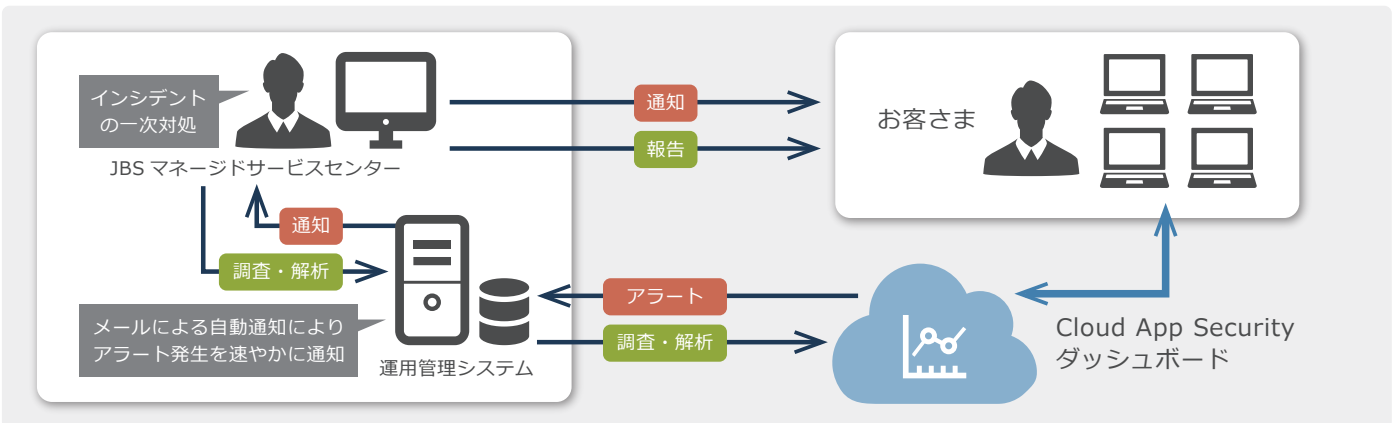 インシデント
の一次対処
JBS マネージドサービスセンター
通知
報告
お客さま
通知
調査・解析
メールによる自動通知により
アラート発生を速やかに通知
運用管理システム
アラート
調査・解析
Cloud App Security
ダッシュボード